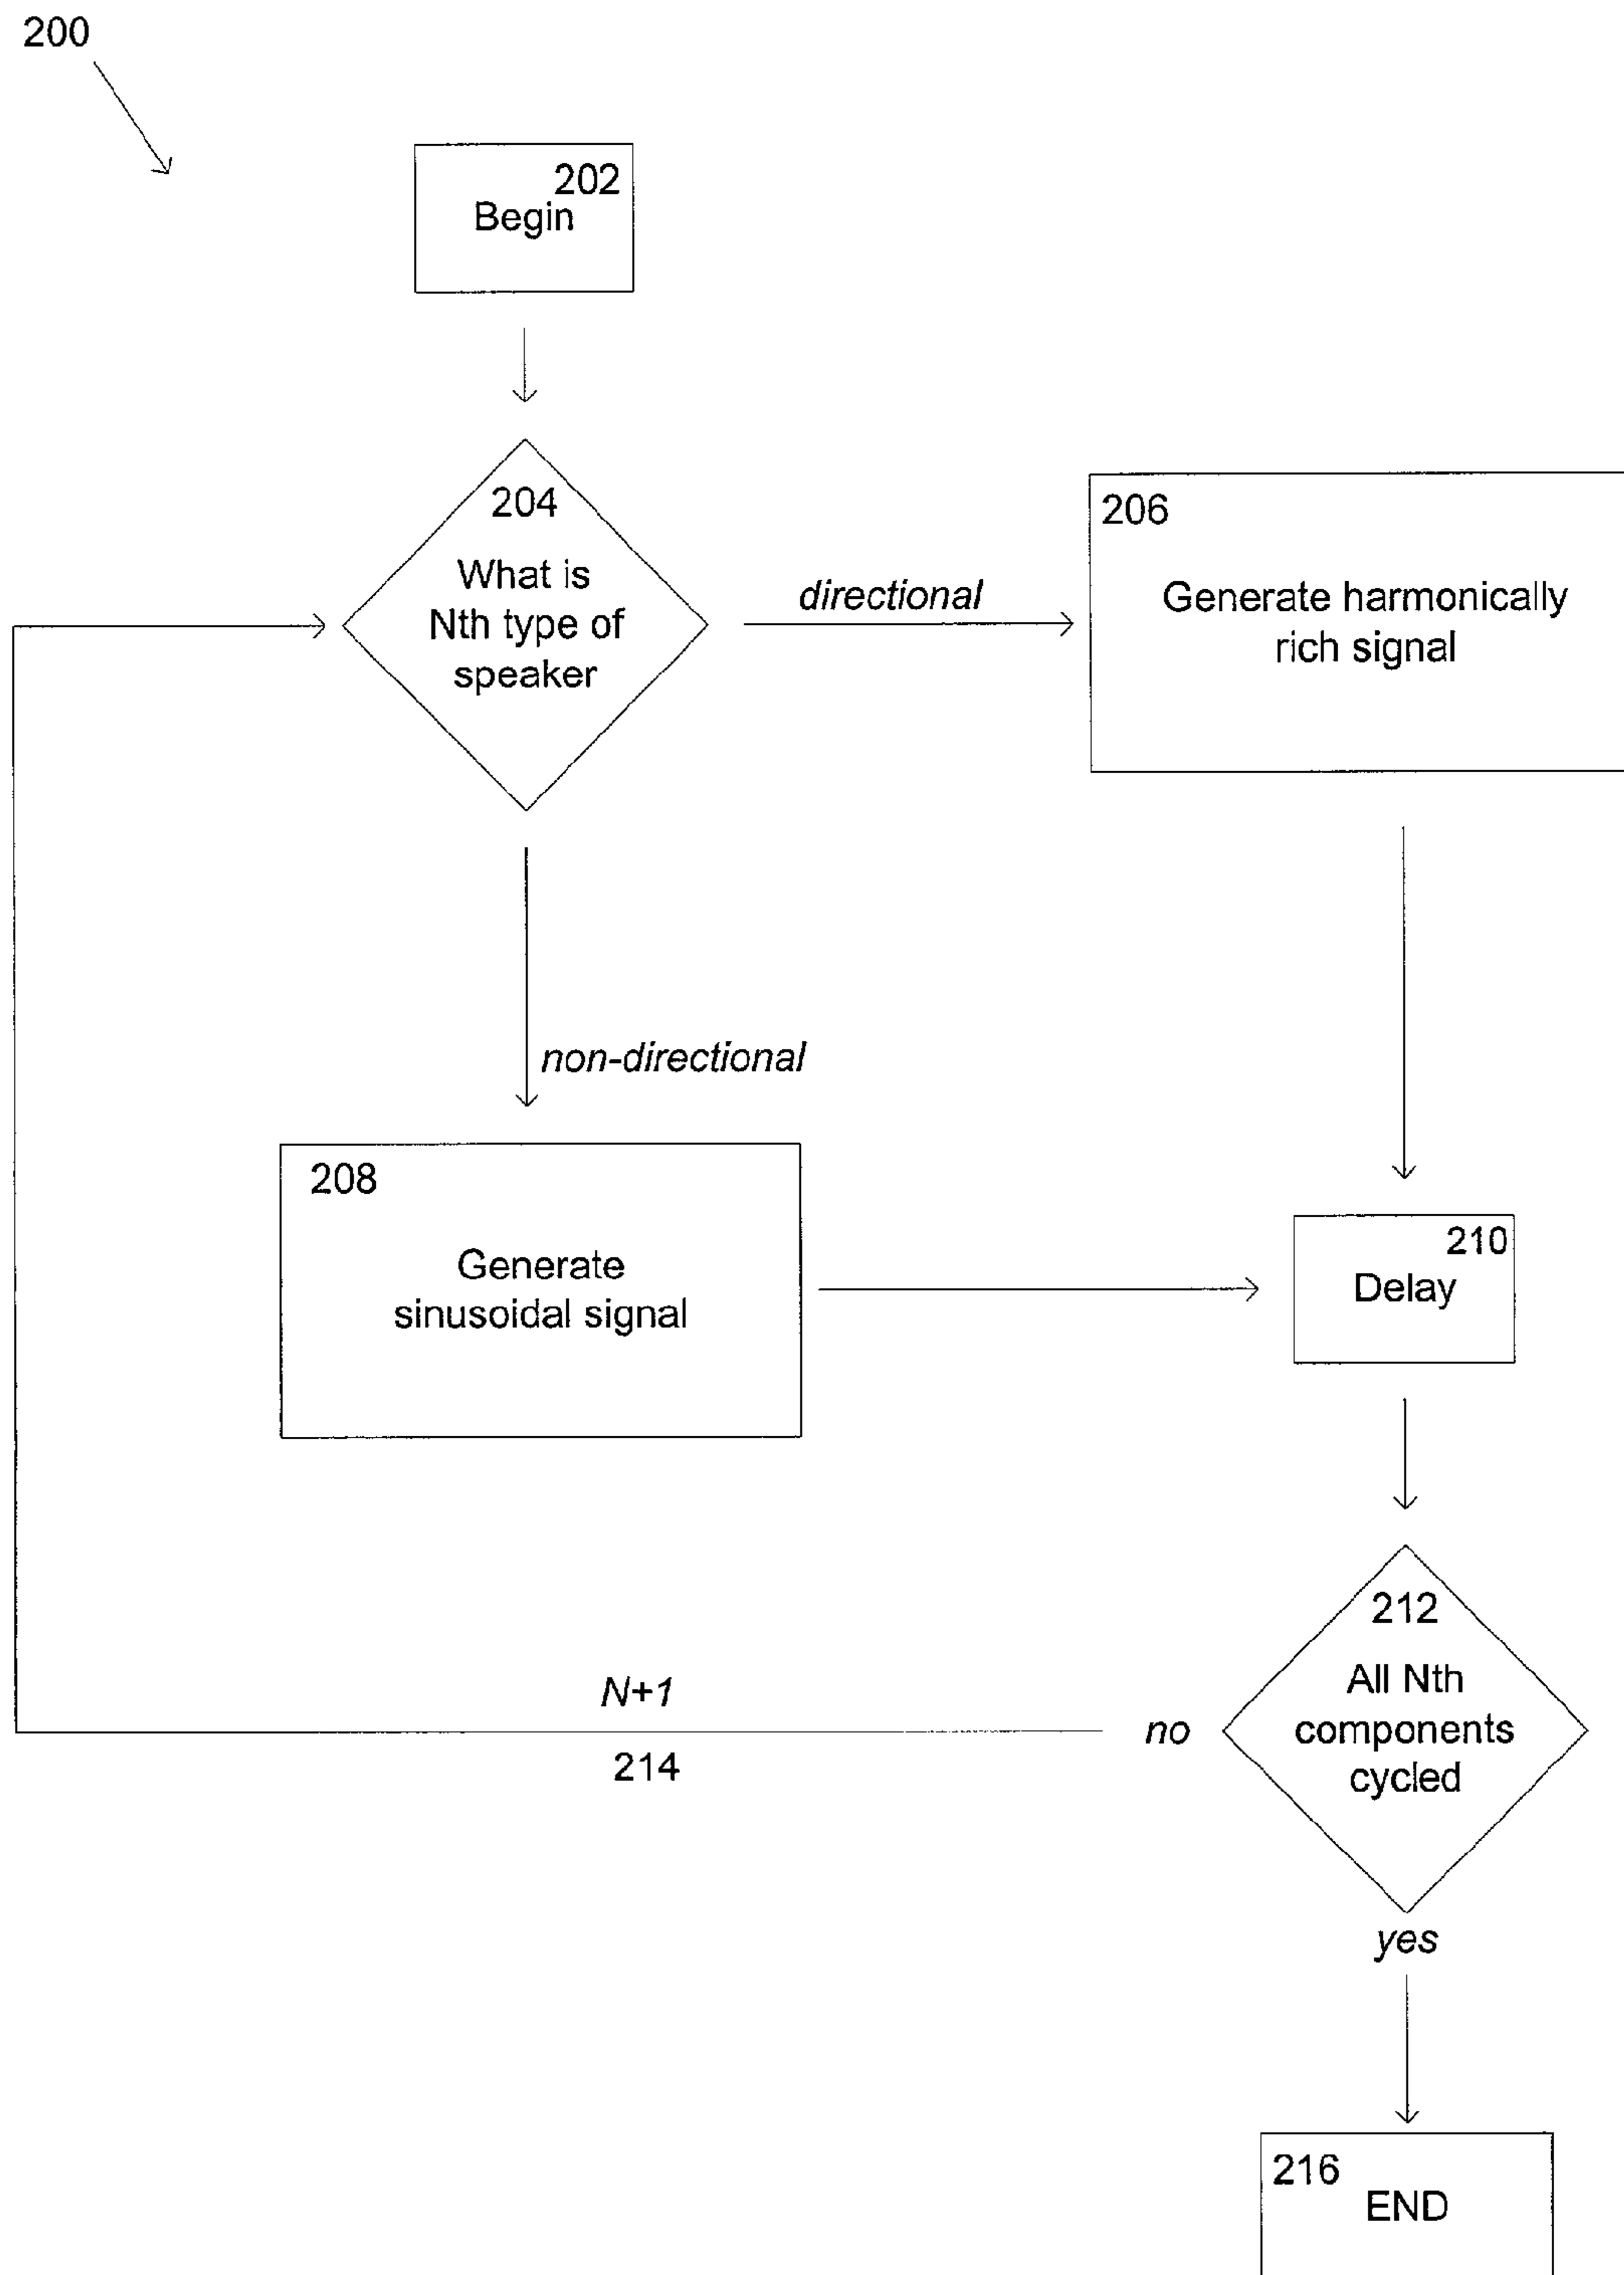 200
202
Begin
204
What is
Nth type of
speaker
directional
206
Generate harmonically
rich signal
non-directional
208
Generate
sinusoidal signal
210
Delay
212
All Nth
components
cycled
no
N+1
214
yes
216
END